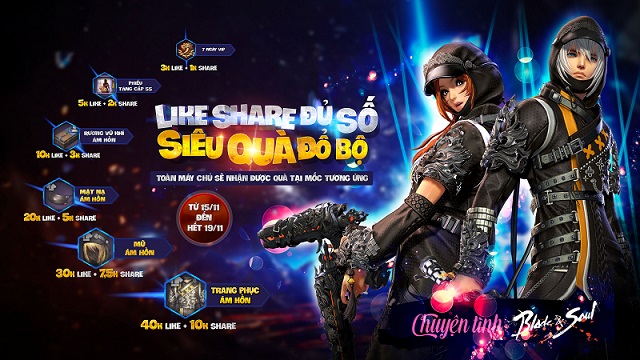 7 NGÀY VIP
3K LIKE + 1K SHARE
PHIẾU
TĂNG CẤP 55
5K LIKE + 2K SHARE
RƯƠNG VŨ KHÍ
ÁM HỒN
10K LIKE + 3K SHARE
MẶT NẠ
ÁM HỒN
20K LIKE + 5K SHARE
MŨ
ÁM HỒN
30K LIKE + 7,5K SHARE
TRANG PHỤC
ÁM HỒN
40K LIKE + 10K SHARE
LIKE SHARE ĐỦ SỐ
SIÊU QUÀ ĐỔ BỘ
TOÀN MÁY CHỦ SẼ NHẬN ĐƯỢC QUÀ TẠI MỐC TƯƠNG ỨNG
TỪ 15/11
ĐẾN
HẾT 19/11
Chuyện tình
Blade & Soul